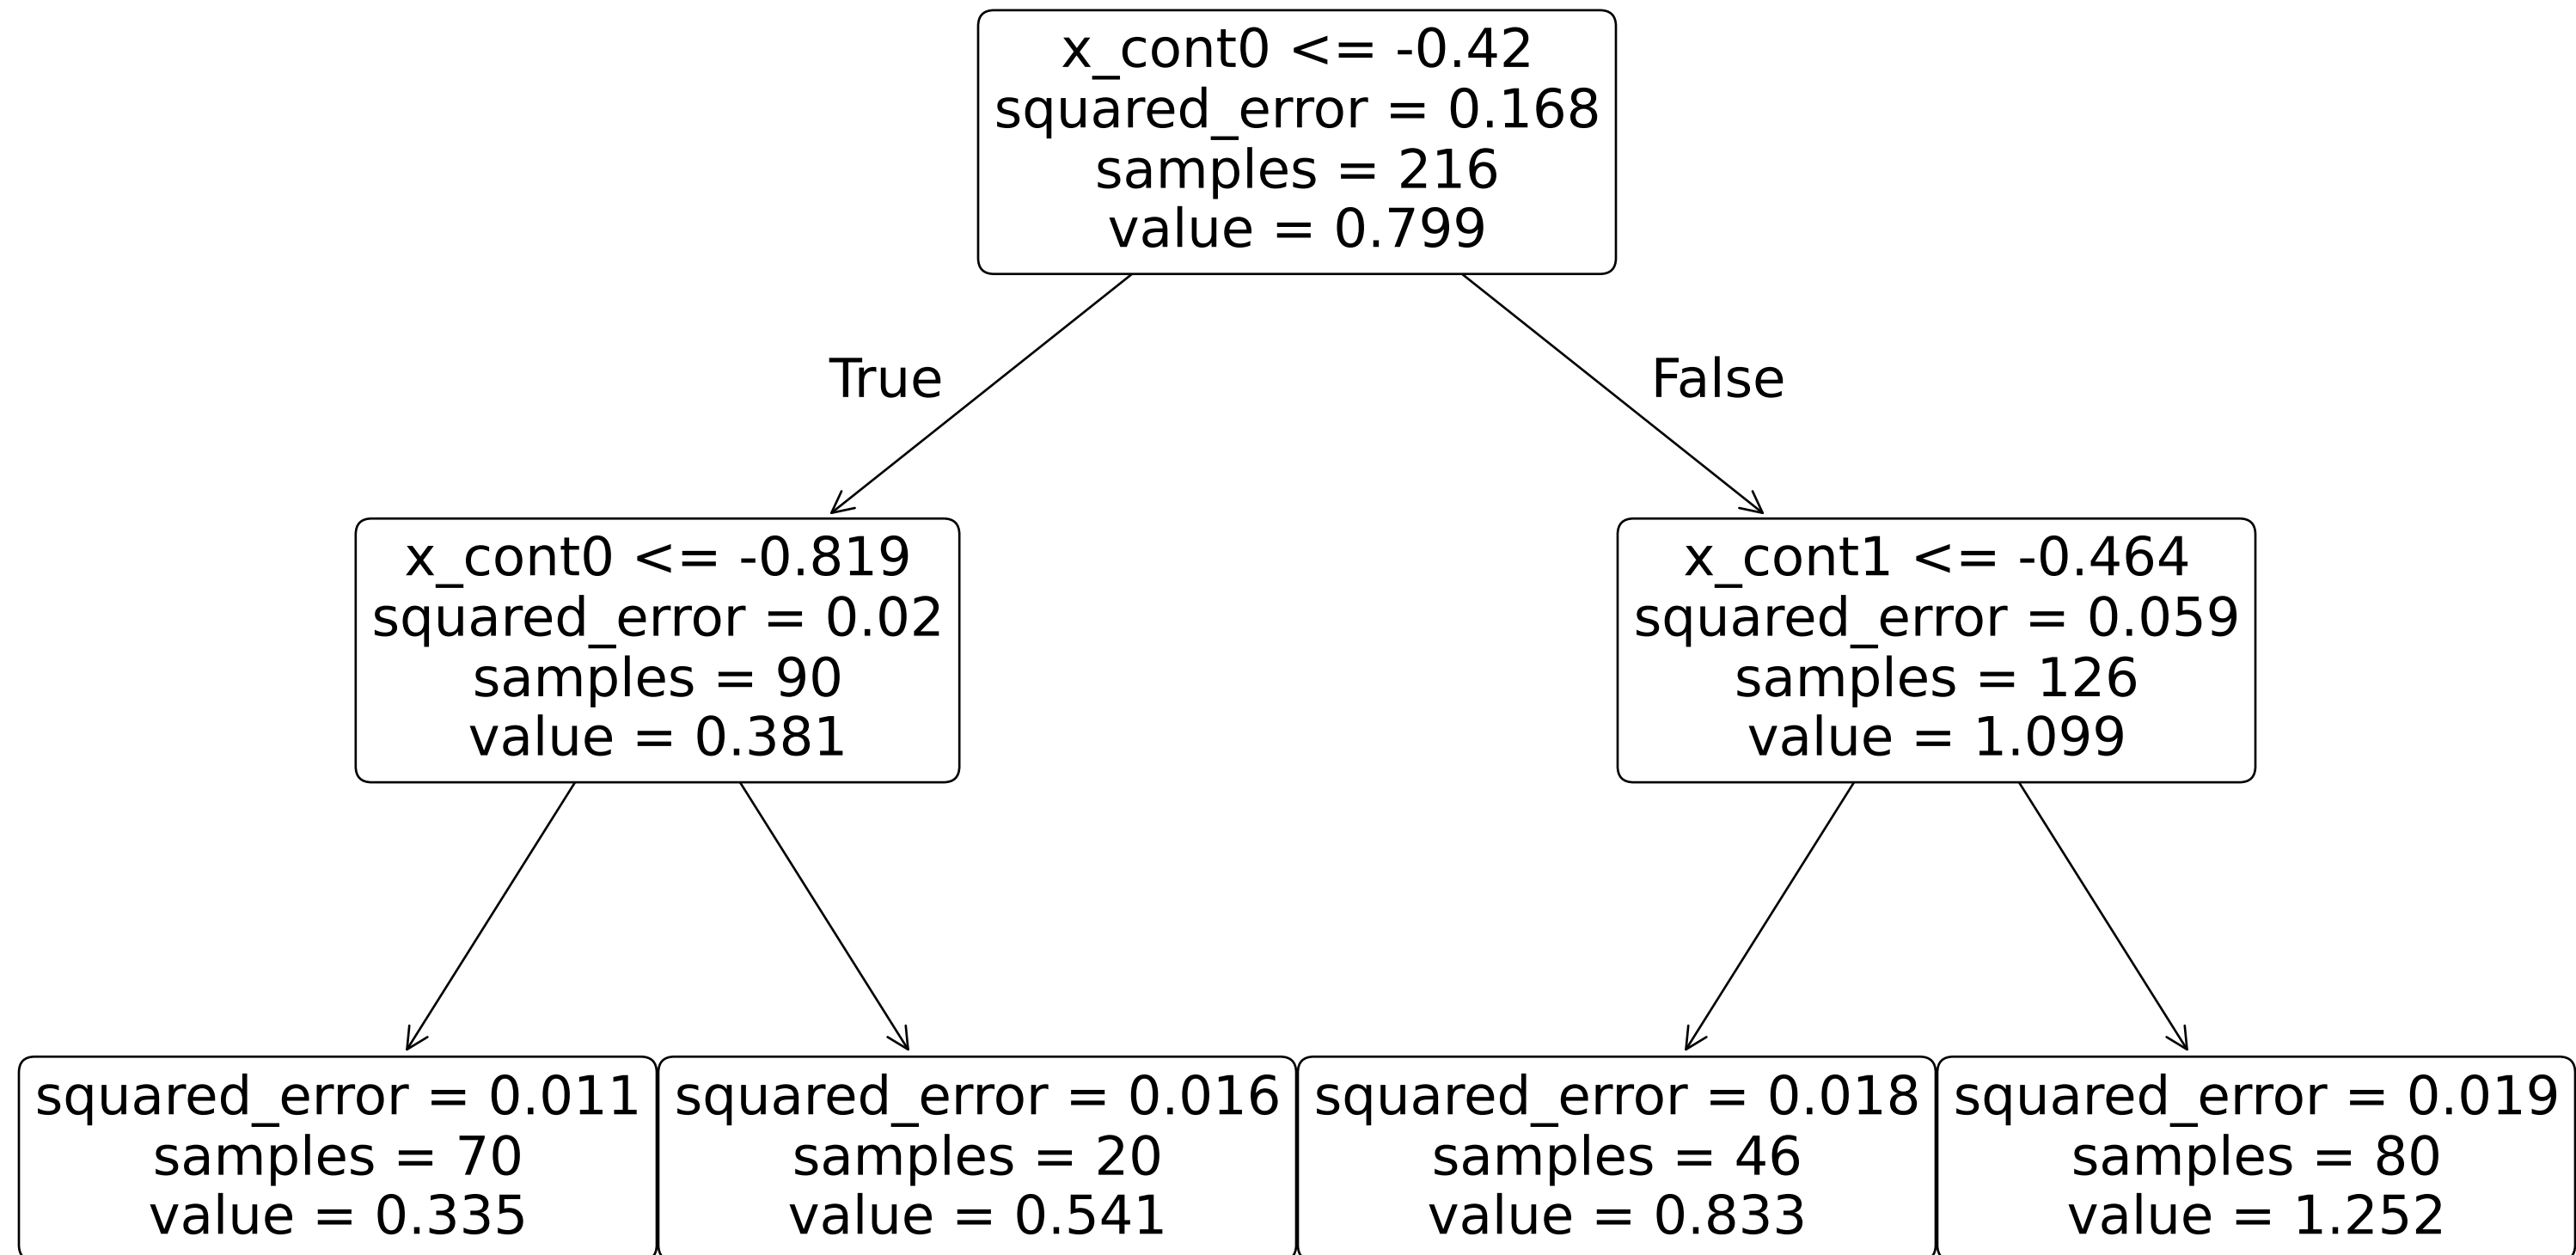 x_cont0 <= -0.42
squared_error = 0.168
samples = 216
value = 0.799
True
False
x_cont0 <= -0.819
squared_error = 0.02
samples = 90
value = 0.381
x_cont1 <= -0.464
squared_error = 0.059
samples = 126
value = 1.099
squared_error = 0.011
samples = 70
value = 0.335
squared_error = 0.016
samples = 20
value = 0.541
squared_error = 0.018
samples = 46
value = 0.833
squared_error = 0.019
samples = 80
value = 1.252